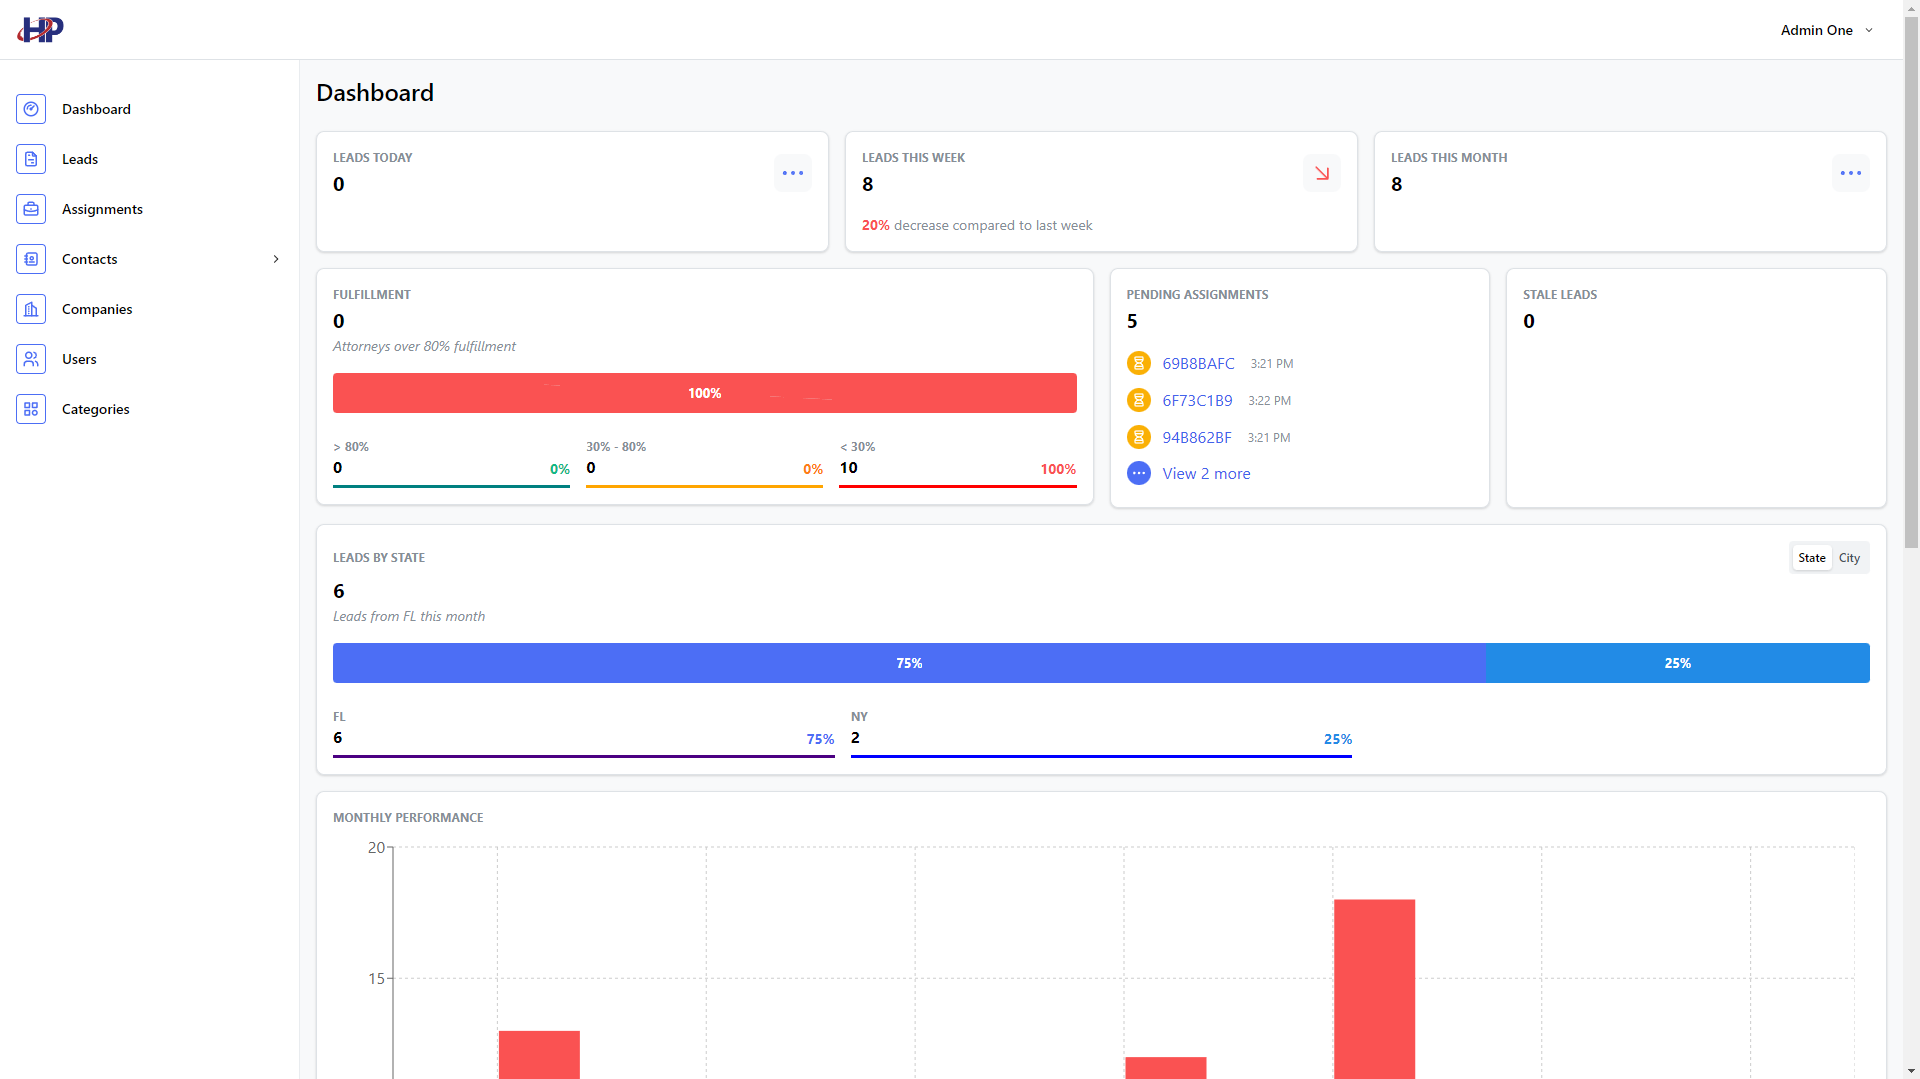 HP
Admin One
Dashboard
Leads
Assignments
Contacts
Companies
Users
Categories
Dashboard
LEADS TODAY
0
LEADS THIS WEEK
8
20% decrease compared to last week
LEADS THIS MONTH
8
FULFILLMENT
0
Attorneys over 80% fulfillment
100%
> 80%
0 0%
30% - 80%
0 0%
< 30%
10 100%
PENDING ASSIGNMENTS
5
69B8BAFC 3:21 PM
6F73C1B9 3:22 PM
94B862BF 3:21 PM
View 2 more
STALE LEADS
0
LEADS BY STATE
State City
6
Leads from FL this month
75% 25%
FL
6 75%
NY
2 25%
MONTHLY PERFORMANCE
20
15